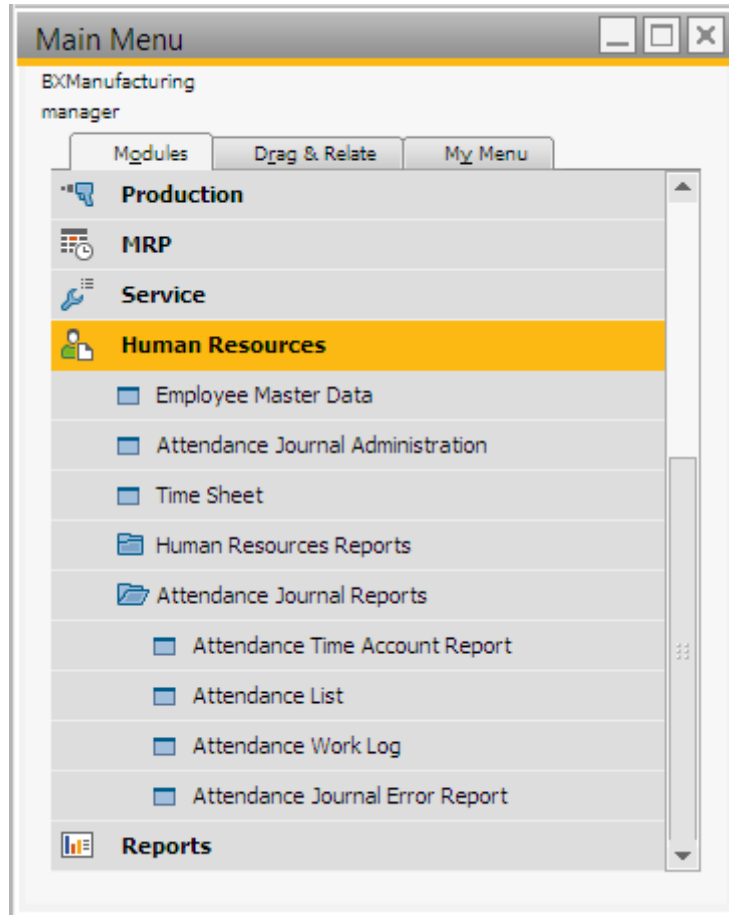 Main Menu
BXManufacturing
manager
Modules Drag & Relate My Menu
Production
MRP
Service
Human Resources
Employee Master Data
Attendance Journal Administration
Time Sheet
Human Resources Reports
Attendance Journal Reports
Attendance Time Account Report
Attendance List
Attendance Work Log
Attendance Journal Error Report
Reports